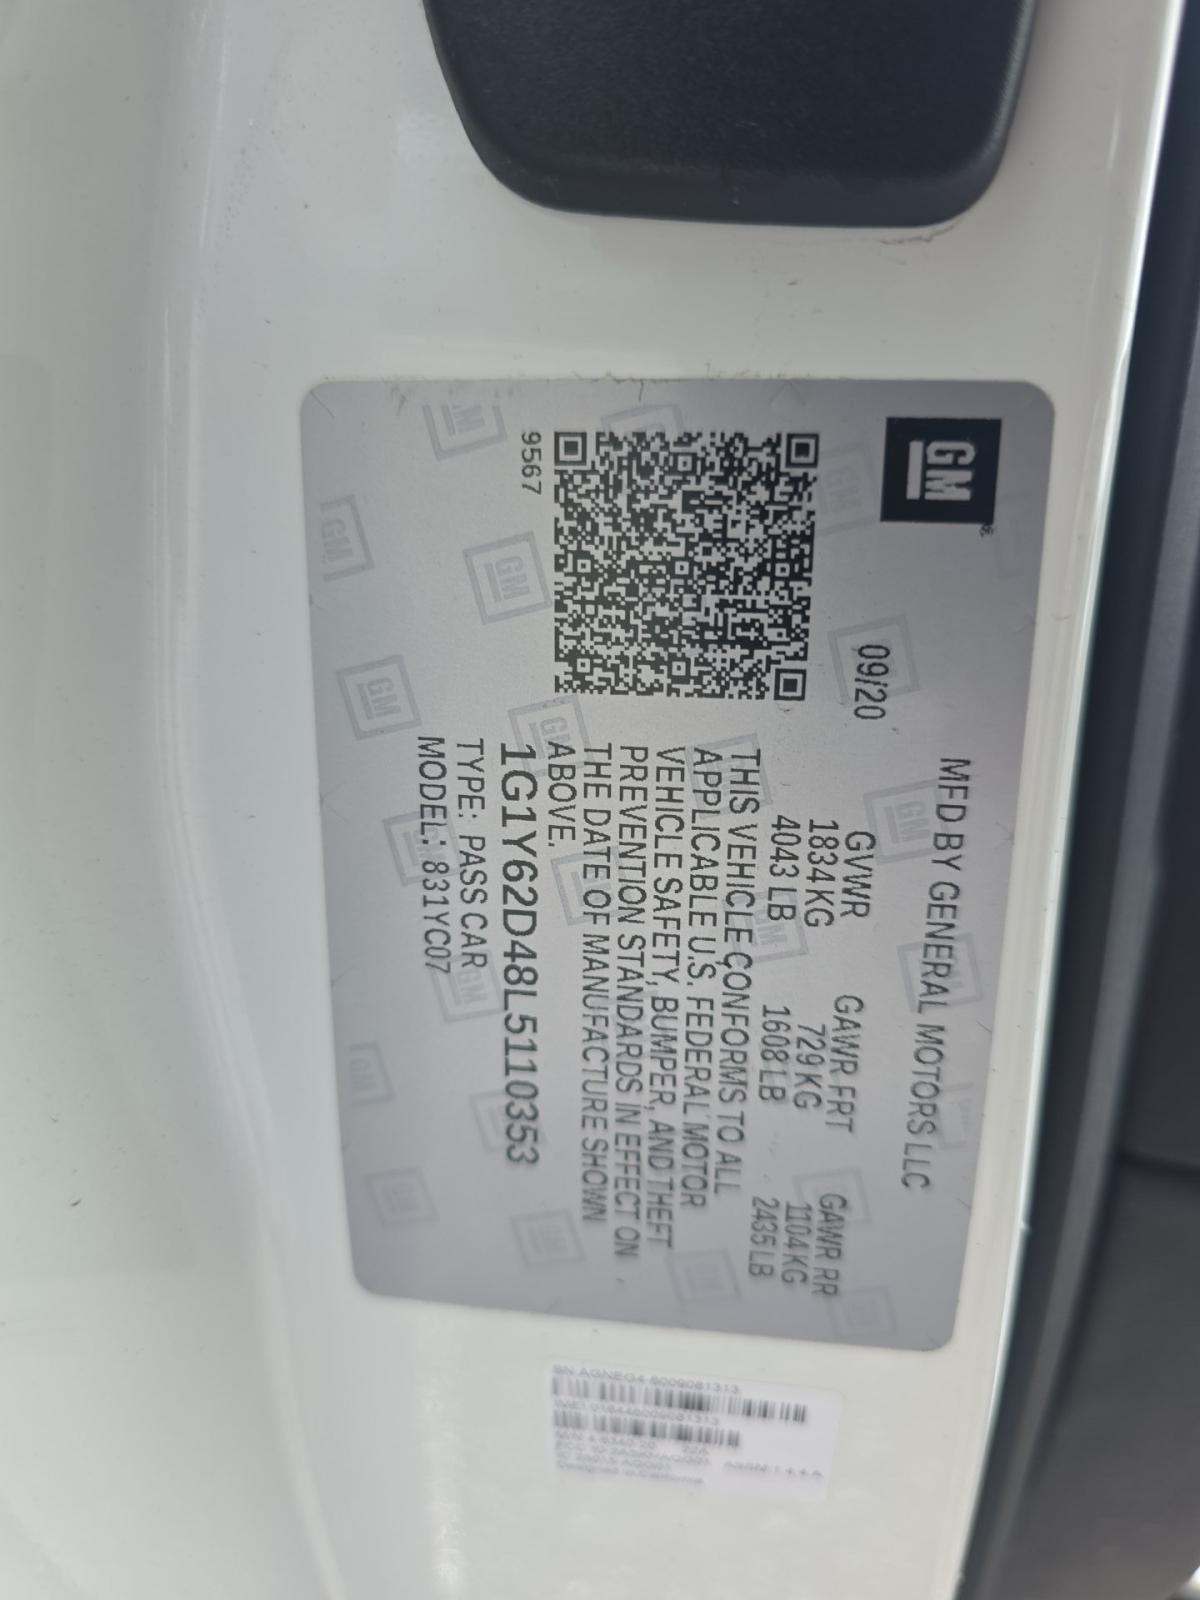 GM
MFD BY GENERAL MOTORS LLC
09/20
GVWR GAWR FRT GAWR RR
1834 KG 729 KG 1104 KG
4043 LB 1608 LB 2435 LB
THIS VEHICLE CONFORMS TO ALL
APPLICABLE U.S. FEDERAL MOTOR
VEHICLE SAFETY, BUMPER, AND THEFT
PREVENTION STANDARDS IN EFFECT ON
THE DATE OF MANUFACTURE SHOWN
ABOVE.
9567
1G1Y62D48L5110353
TYPE: PASS CAR
MODEL: 831YC07